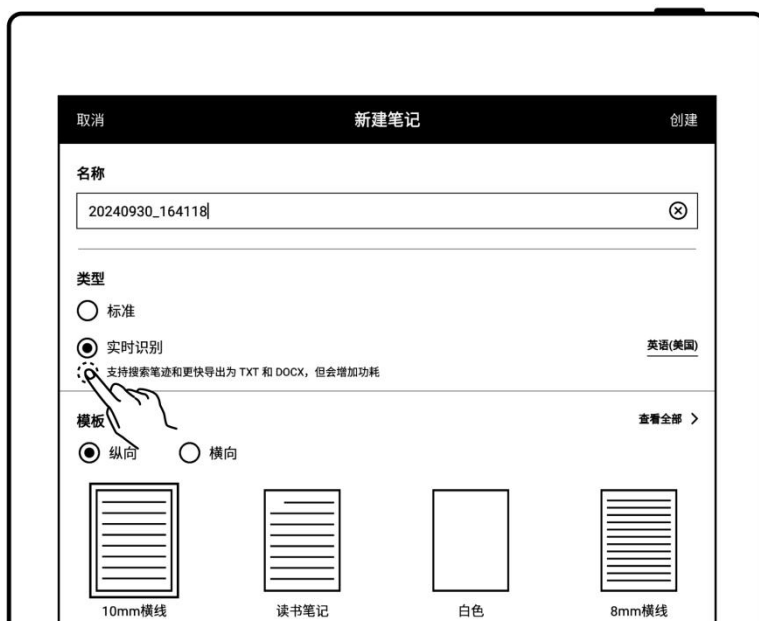 取消 新建笔记 创建
名称
20240930_164118
类型
标准
实时识别 英语(美国)
支持搜索笔迹和更快导出为 TXT 和 DOCX，但会增加功耗
模板 查看全部
纵向 横向
10mm横线 读书笔记 白色 8mm横线